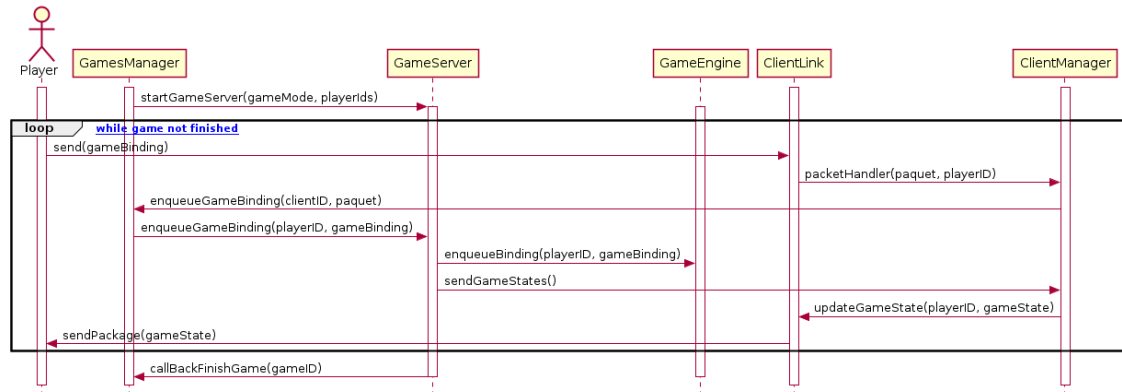 Player
GamesManager
GameServer
GameEngine
ClientLink
ClientManager
startGameServer(gameMode, playerIds)
loop
while game not finished
send(gameBinding)
packetHandler(paquet, playerID)
enqueueGameBinding(clientID, paquet)
enqueueGameBinding(playerID, gameBinding)
enqueueBinding(playerID, gameBinding)
sendGameStates()
updateGameState(playerID, gameState)
sendPackage(gameState)
callBackFinishGame(gameID)